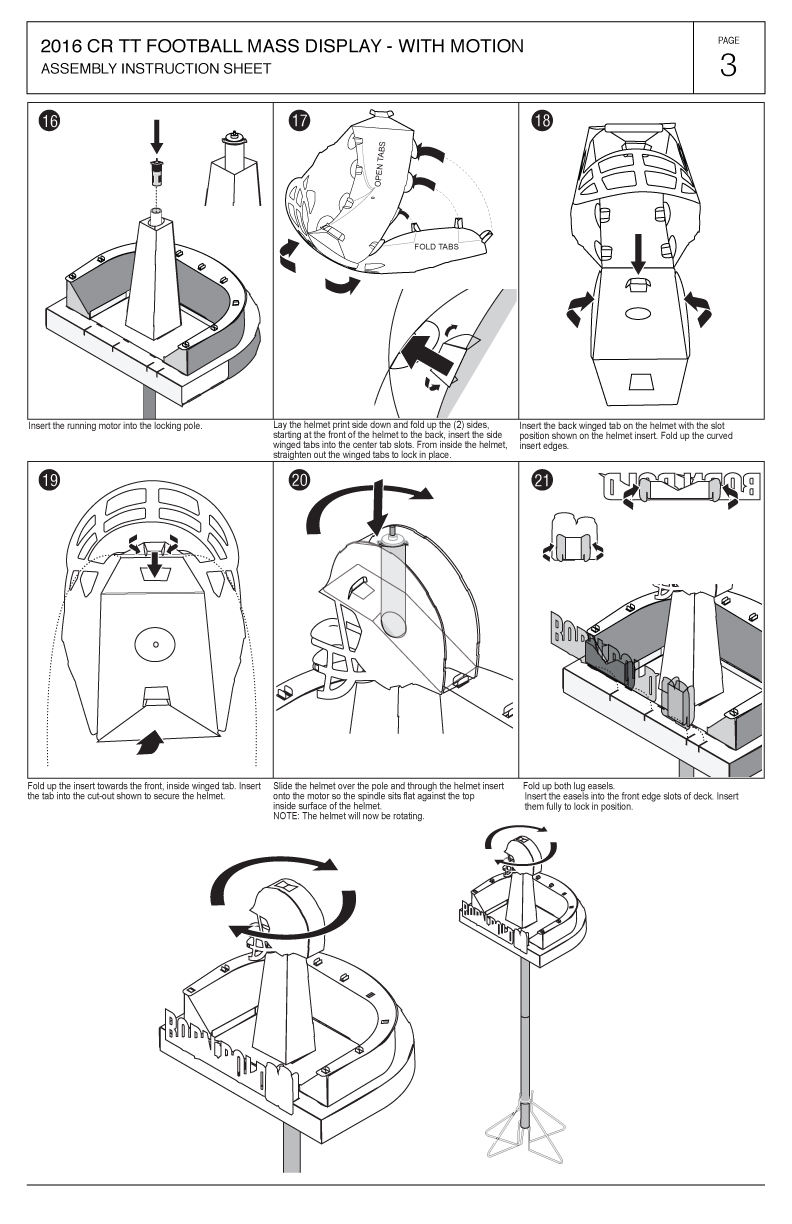 2016 CR TT FOOTBALL MASS DISPLAY - WITH MOTION
ASSEMBLY INSTRUCTION SHEET
PAGE
3
16
Insert the running motor into the locking pole.
17
OPEN TABS
FOLD TABS
Lay the helmet print side down and fold up the (2) sides,
starting at the front of the helmet to the back, insert the side
winged tabs into the center tab slots. From inside the helmet,
straighten out the winged tabs to lock in place.
18
Insert the back winged tab on the helmet with the slot
position shown on the helmet insert. Fold up the curved
insert edges.
19
Fold up the insert towards the front, inside winged tab. Insert
the tab into the cut-out shown to secure the helmet.
20
Slide the helmet over the pole and through the helmet insert
onto the motor so the spindle sits flat against the top
inside surface of the helmet.
NOTE: The helmet will now be rotating.
21
Fold up both lug easels.
Insert the easels into the front edge slots of deck. Insert
them fully to lock in position.